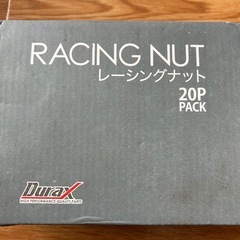 RACING NUT
レーシングナット
20P
PACK
DuraX
HIGH PERFORMANCE QUALITY PARTS